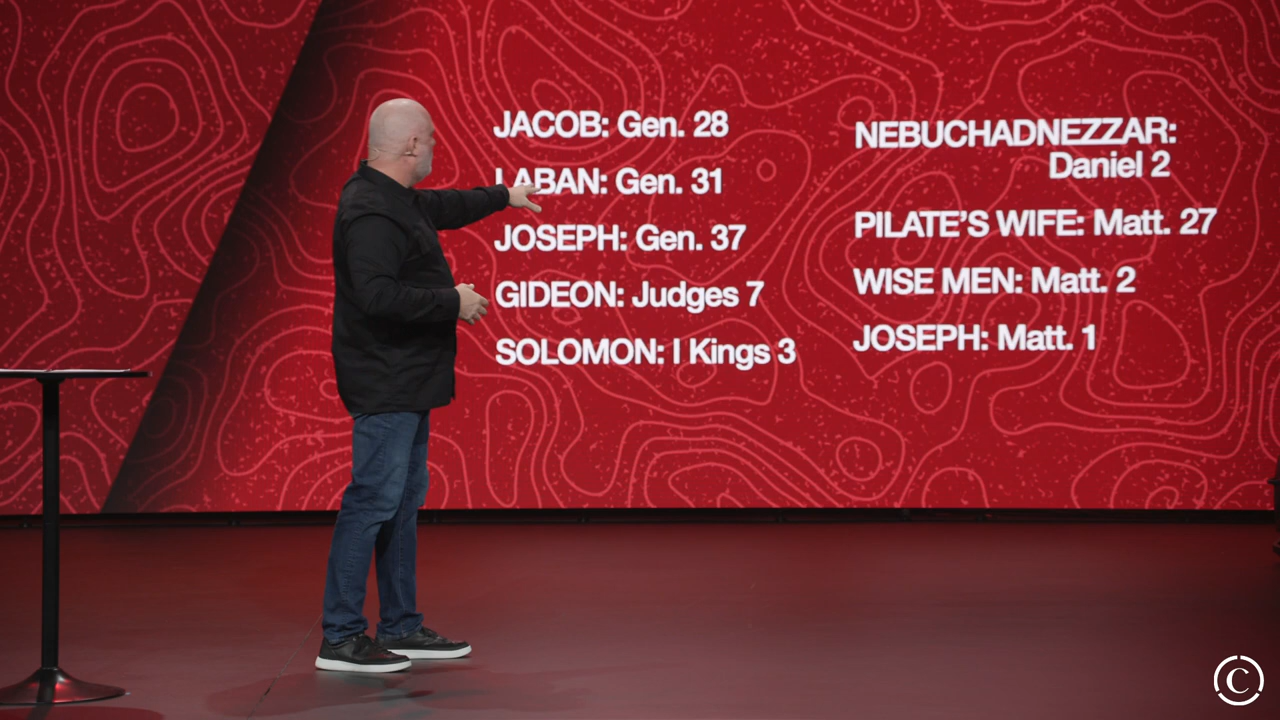 JACOB: Gen. 28
LABAN: Gen. 31
JOSEPH: Gen. 37
GIDEON: Judges 7
SOLOMON: I Kings 3
NEBUCHADNEZZAR:
Daniel 2
PILATE'S WIFE: Matt. 27
WISE MEN: Matt. 2
JOSEPH: Matt. 1
C